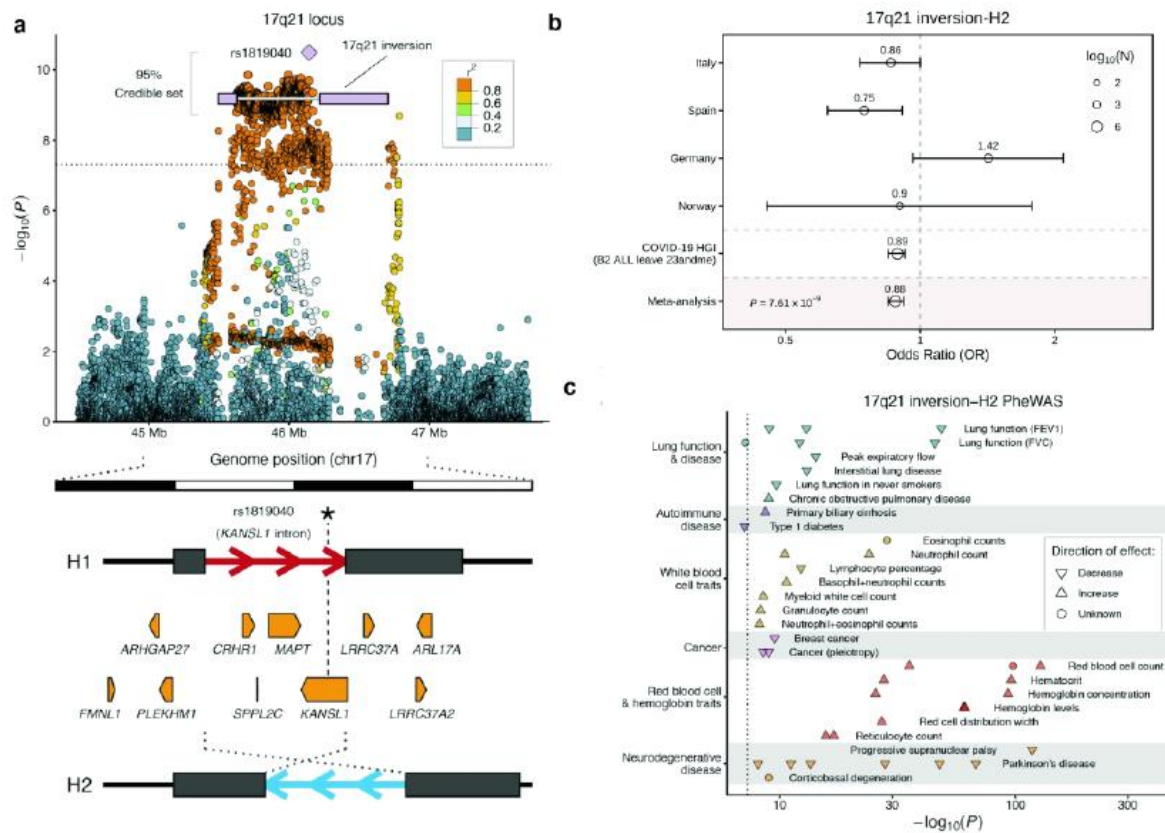 a
17q21 locus
rs1819040
17q21 inversion
95%
Credible set
r²
0.8
0.6
0.4
0.2
10
8
6
4
2
0
−log₁₀(P)
45 Mb
46 Mb
47 Mb
Genome position (chr17)
rs1819040
(KANSL1 intron)
*
H1
ARHGAP27
CRHR1
MAPT
LRRC37A
ARL17A
FMNL1
PLEKHM1
SPPL2C
KANSL1
LRRC37A2
H2
b
17q21 inversion-H2
Italy
0.86
Spain
0.75
Germany
1.42
Norway
0.9
COVID-19 HGI
(B2 ALL leave 23andme)
0.89
Meta-analysis
P = 7.61 x 10⁻⁹
0.88
log₁₀(N)
2
3
6
0.5
1
2
Odds Ratio (OR)
c
17q21 inversion−H2 PheWAS
Lung function
& disease
Lung function (FEV1)
Lung function (FVC)
Peak expiratory flow
Interstitial lung disease
Lung function in never smokers
Chronic obstructive pulmonary disease
Autoimmune
disease
Primary biliary cirrhosis
Type 1 diabetes
White blood
cell traits
Eosinophil counts
Neutrophil count
Lymphocyte percentage
Basophil+neutrophil counts
Myeloid white cell count
Granulocyte count
Neutrophil+eosinophil counts
Direction of effect:
Decrease
Increase
Unknown
Cancer
Breast cancer
Cancer (pleiotropy)
Red blood cell
& hemoglobin traits
Red blood cell count
Hematocrit
Hemoglobin concentration
Hemoglobin levels
Red cell distribution width
Reticulocyte count
Neurodegenerative
disease
Progressive supranuclear palsy
Parkinson's disease
Corticobasal degeneration
10
30
100
300
−log₁₀(P)